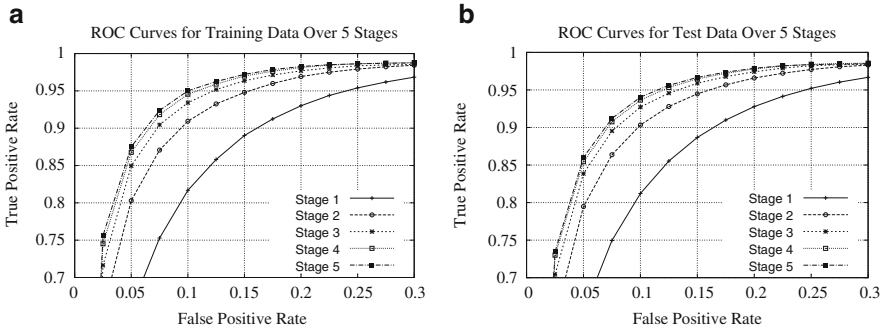 a
ROC Curves for Training Data Over 5 Stages
True Positive Rate
1
0.95
0.9
0.85
0.8
0.75
0.7
Stage 1
Stage 2
Stage 3
Stage 4
Stage 5
0 0.05 0.1 0.15 0.2 0.25 0.3
False Positive Rate
b
ROC Curves for Test Data Over 5 Stages
True Positive Rate
1
0.95
0.9
0.85
0.8
0.75
0.7
Stage 1
Stage 2
Stage 3
Stage 4
Stage 5
0 0.05 0.1 0.15 0.2 0.25 0.3
False Positive Rate